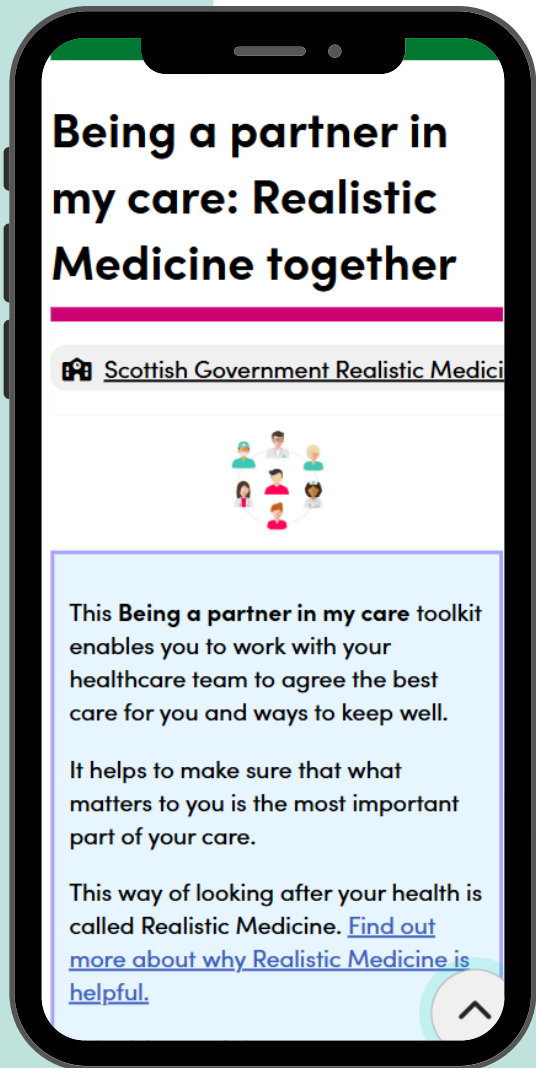 Being a partner in
my care: Realistic
Medicine together
Scottish Government Realistic
This Being a partner in my care toolkit
enables you to work with your
healthcare team to agree the best
care for you and ways to keep well.
It helps to make sure that what
matters to you is the most important
part of your care.
This way of looking after your health is
called Realistic Medicine. Find out
more about why Realistic Medicine is
helpful.